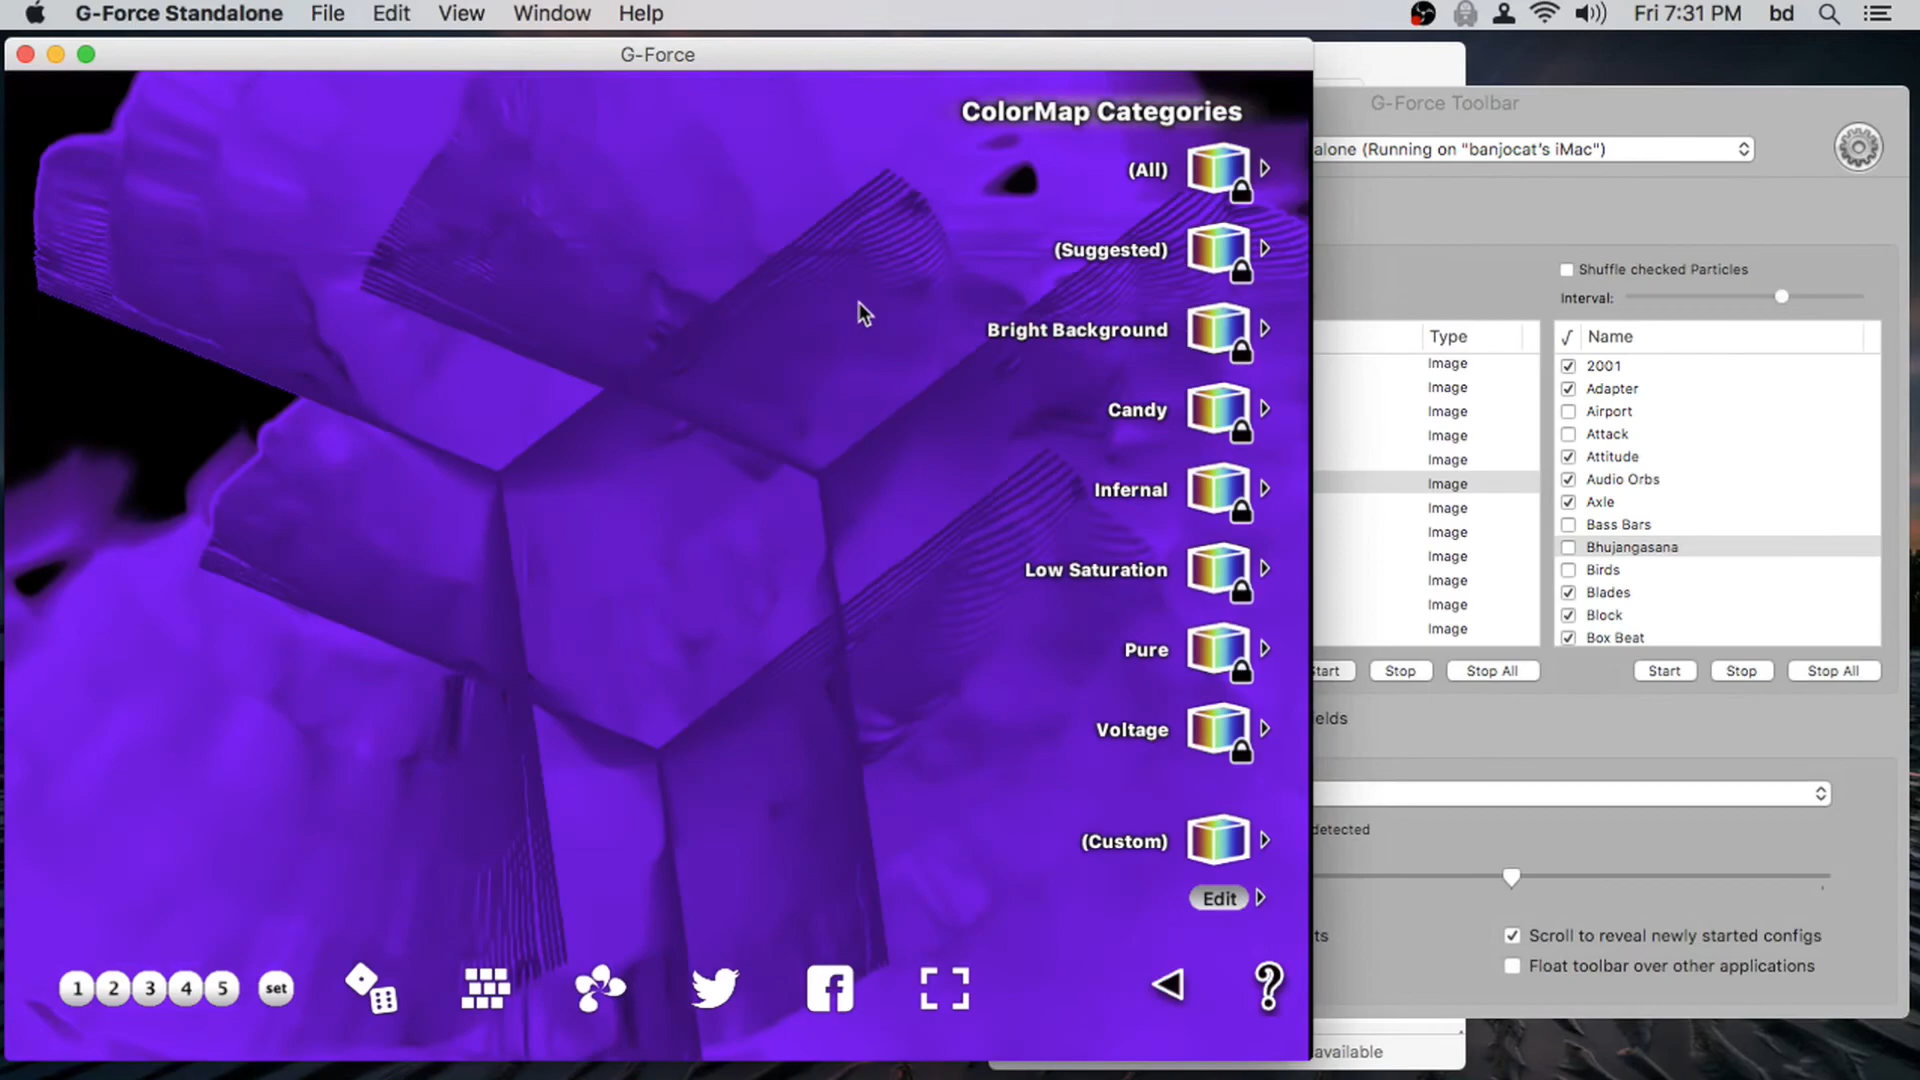 G-Force Standalone File Edit View Window Help Fri 7:31 PM bd
G-Force
ColorMap Categories
(All)
(Suggested)
Bright Background
Candy
Infernal
Low Saturation
Pure
Voltage
(Custom)
Edit
1 2 3 4 5 set
G-Force Toolbar
alone (Running on "banjocat's iMac")
Shuffle checked Particles
Interval:
Type
Image
Image
Image
Image
Image
Image
Image
Image
Image
Image
Image
Image
√ Name
2001
Adapter
Airport
Attack
Attitude
Audio Orbs
Axle
Bass Bars
Bhujangasana
Birds
Blades
Block
Box Beat
Start Stop Stop All
Start Stop Stop All
ields
detected
ts
Scroll to reveal newly started configs
Float toolbar over other applications
available